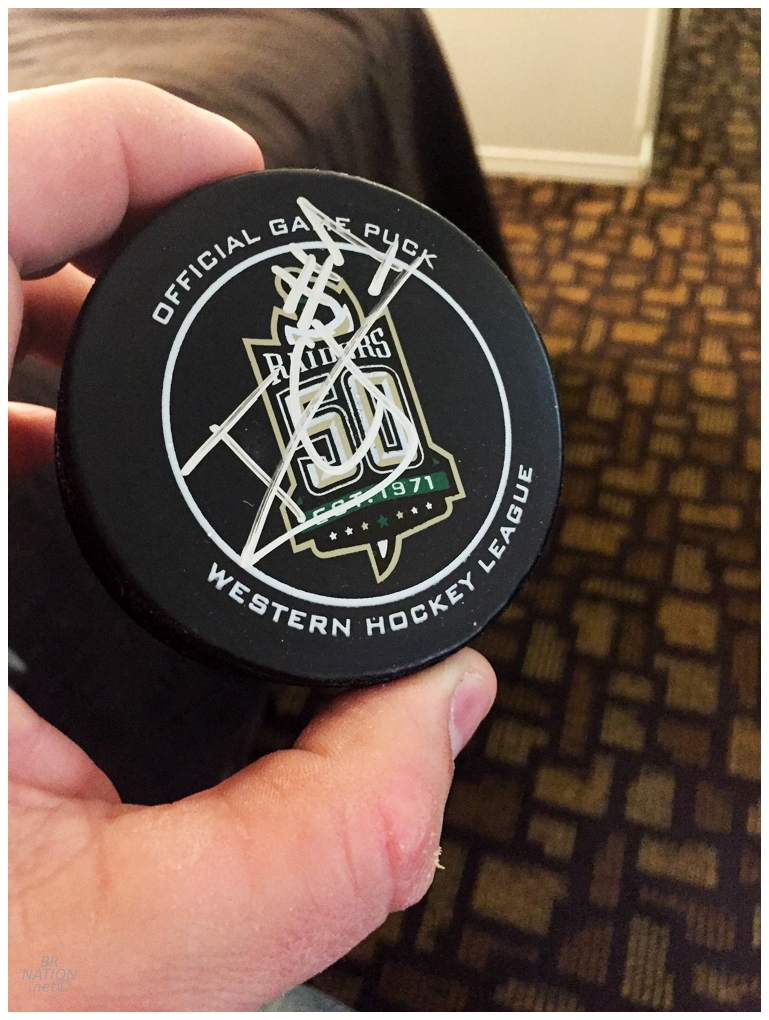 OFFICIAL GAME PUCK
RAIDERS
50
EST. 1971
WESTERN HOCKEY LEAGUE
BR
NATION
.net©